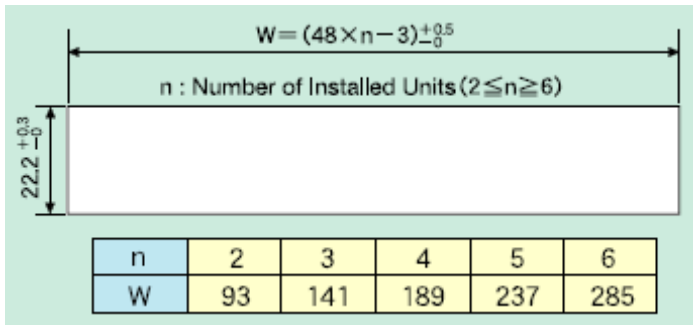 W=(48×n−3)+0.5 −0
n : Number of Installed Units(2≦n≧6)
22.2 +0.3 −0
n 2 3 4 5 6
W 93 141 189 237 285